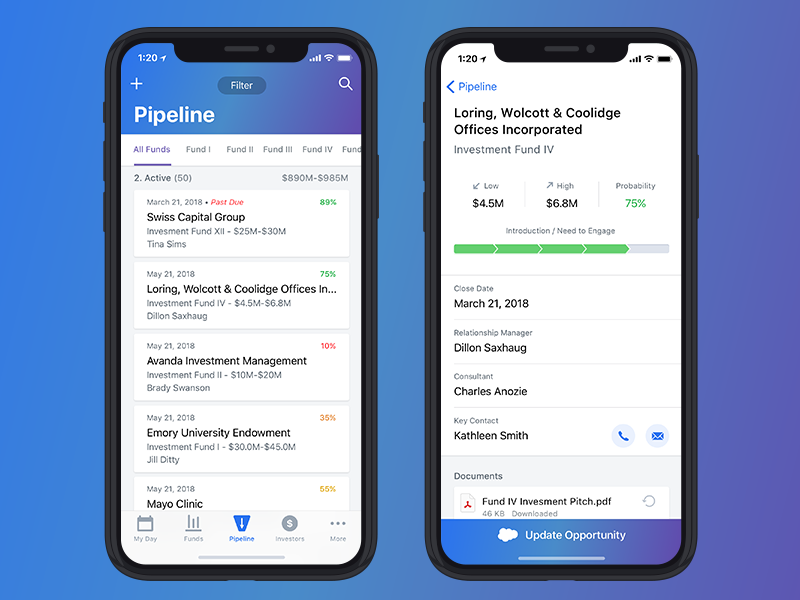 1:20
Filter
Pipeline
All Funds Fund I Fund II Fund III Fund IV Fund
2. Active (50) $890M-$985M
March 21, 2018 • Past Due 89%
Swiss Capital Group
Investment Fund XII - $25M-$30M
Tina Sims
May 21, 2018 75%
Loring, Wolcott & Coolidge Offices In...
Investment Fund IV - $4.5M-$6.8M
Dillon Saxhaug
May 21, 2018 10%
Avanda Investment Management
Investment Fund II - $10M-$20M
Brady Swanson
May 21, 2018 35%
Emory University Endowment
Investment Fund I - $30.0M-$45.0M
Jill Ditty
May 21, 2018 55%
Mayo Clinic
My Day Funds Pipeline Investors More
1:20
Pipeline
Loring, Wolcott & Coolidge
Offices Incorporated
Investment Fund IV
Low High Probability
$4.5M $6.8M 75%
Introduction / Need to Engage
Close Date
March 21, 2018
Relationship Manager
Dillon Saxhaug
Consultant
Charles Anozie
Key Contact
Kathleen Smith
Documents
Fund IV Invesment Pitch.pdf
46 KB Downloaded
Update Opportunity